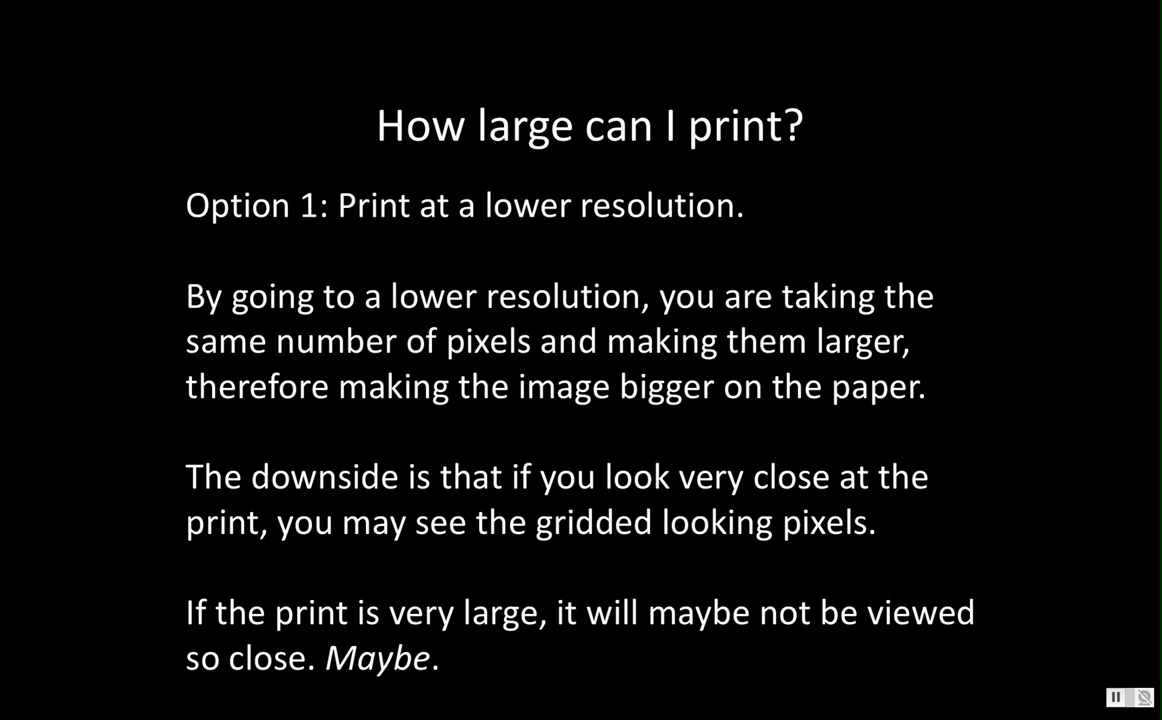 How large can I print?
Option 1: Print at a lower resolution.
By going to a lower resolution, you are taking the
same number of pixels and making them larger,
therefore making the image bigger on the paper.
The downside is that if you look very close at the
print, you may see the gridded looking pixels.
If the print is very large, it will maybe not be viewed
so close. Maybe.